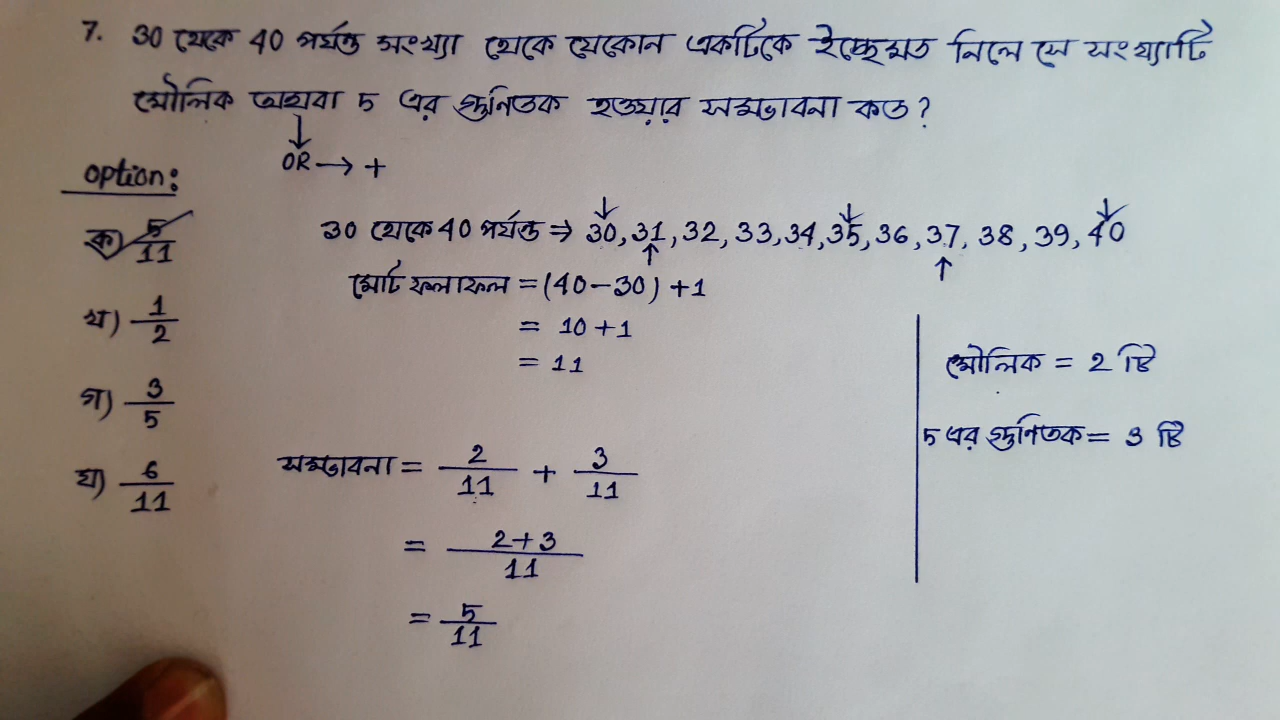 7. 30 থেকে 40 পর্যন্ত সংখ্যা থেকে যেকোন একটিকে ইচ্ছেমত নিলে সে সংখ্যাটি
মৌলিক অথবা 5 এর গুণিতক হওয়ার সম্ভাবনা কত?
↓
OR → +
option:
ক) 5/11
খ) 1/2
গ) 3/5
ঘ) 6/11
30 থেকে 40 পর্যন্ত ⇒ 30, 31, 32, 33, 34, 35, 36, 37, 38, 39, 40
মোট ফলাফল = (40-30) +1
= 10 +1
= 11
মৌলিক = 2 টি
5 এর গুণিতক = 3 টি
সম্ভাবনা = 2/11 + 3/11
= 2+3/11
= 5/11